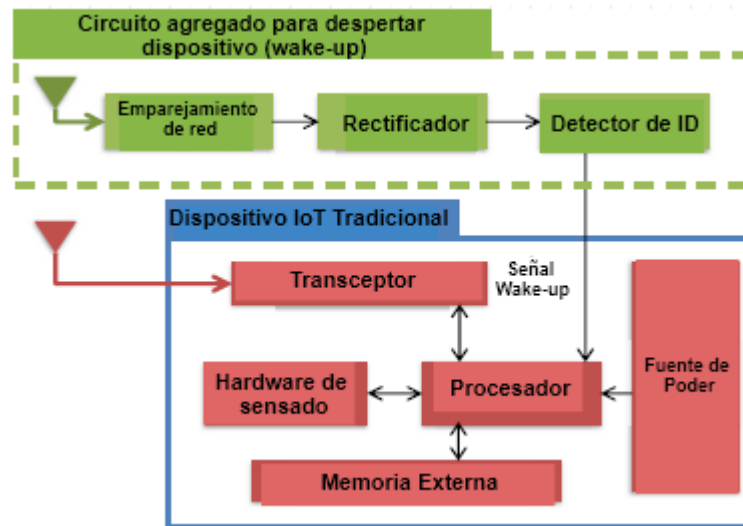 Circuito agregado para despertar
dispositivo (wake-up)
Emparejamiento
de red
Rectificador
Detector de ID
Dispositivo IoT Tradicional
Transceptor
Señal
Wake-up
Hardware de
sensado
Procesador
Fuente de
Poder
Memoria Externa